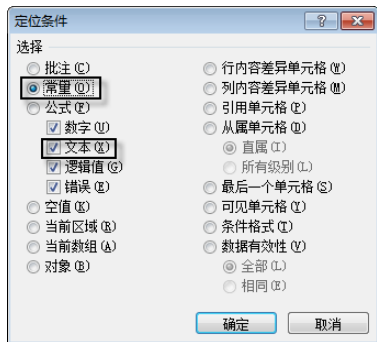 定位条件
选择
批注(C)
常量(O)
公式(F)
数字(U)
文本(X)
逻辑值(G)
错误(E)
空值(K)
当前区域(R)
当前数组(A)
对象(B)
行内容差异单元格(W)
列内容差异单元格(M)
引用单元格(P)
从属单元格(D)
直属(I)
所有级别(L)
最后一个单元格(S)
可见单元格(Y)
条件格式(T)
数据有效性(V)
全部(L)
相同(E)
确定
取消